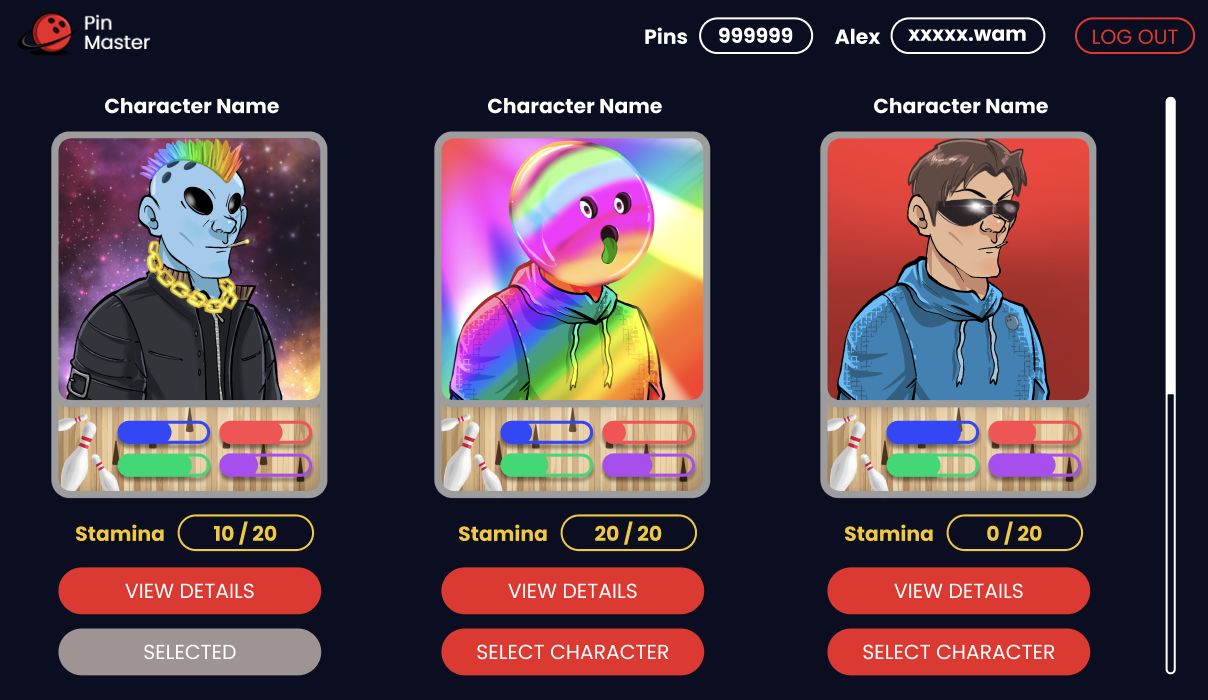 Pin
Master
Pins 999999 Alex xxxxx.wam LOG OUT
Character Name Character Name Character Name
Stamina 10 / 20 Stamina 20 / 20 Stamina 0 / 20
VIEW DETAILS VIEW DETAILS VIEW DETAILS
SELECTED SELECT CHARACTER SELECT CHARACTER